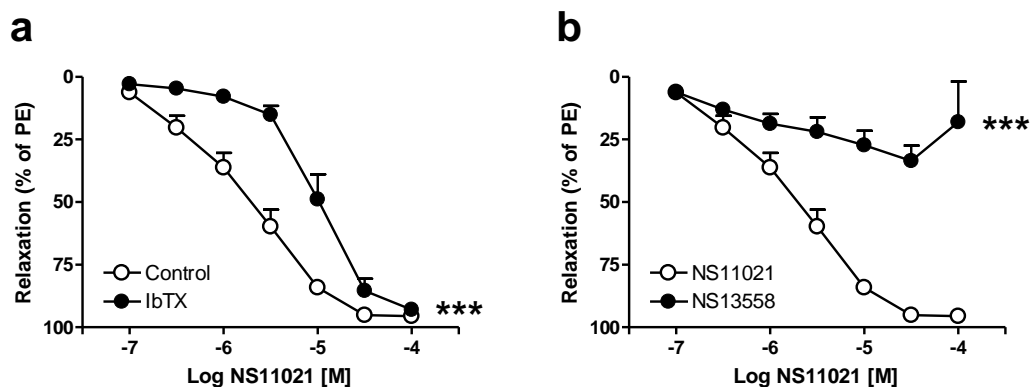 a
0
25
50
75
100
Relaxation (% of PE)
Control
IbTX
***
-7
-6
-5
-4
Log NS11021 [M]
b
0
25
50
75
100
Relaxation (% of PE)
***
NS11021
NS13558
-7
-6
-5
-4
Log NS11021 [M]